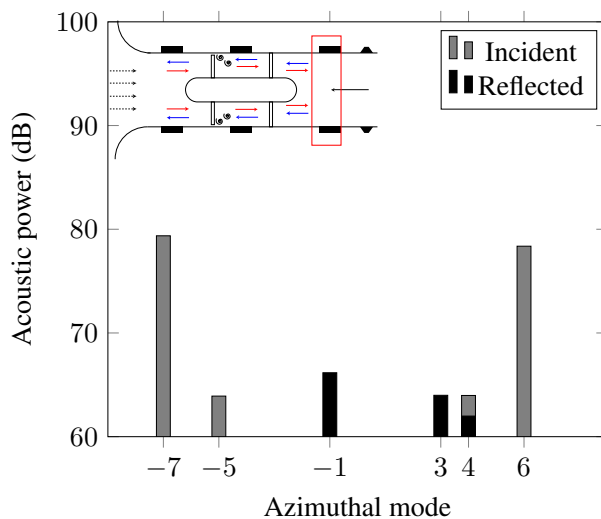 100
90
80
70
60
Acoustic power (dB)
Incident
Reflected
−7 −5 −1 3 4 6
Azimuthal mode